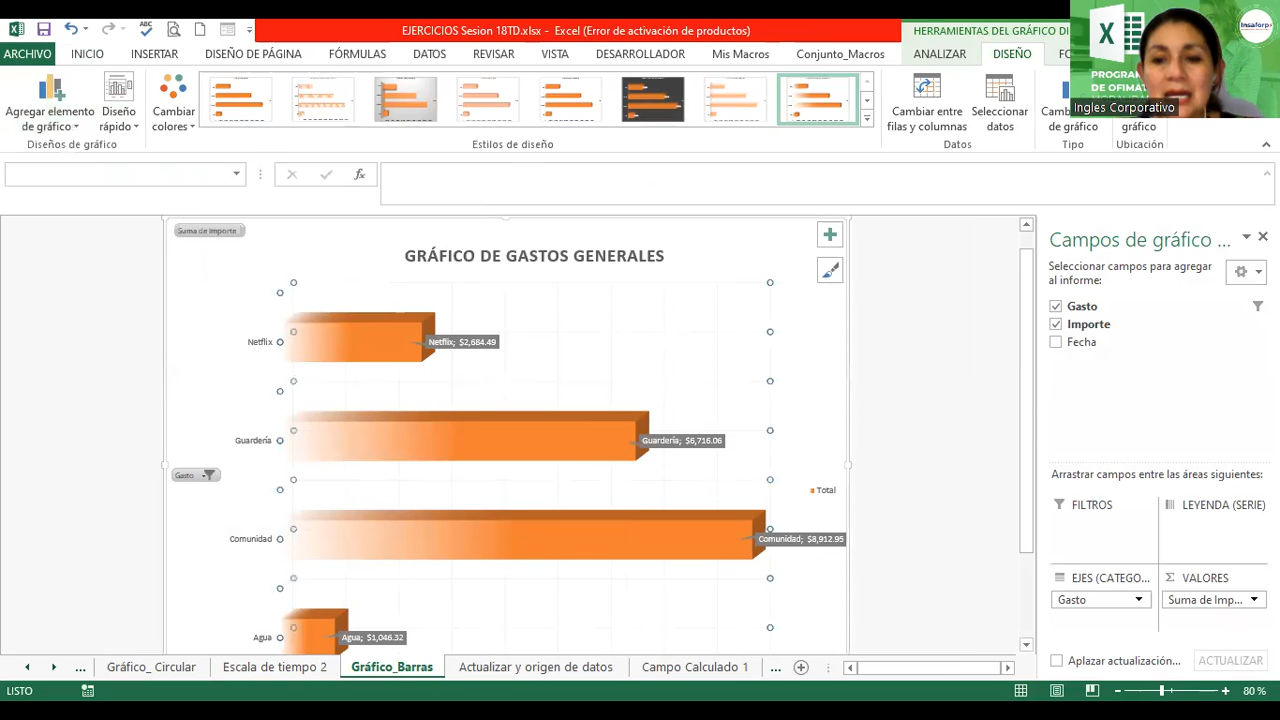 EJERCICIOS Sesion 18TD.xlsx - Excel (Error de activación de productos)
HERRAMIENTAS DEL GRÁFICO DI
ARCHIVO INICIO INSERTAR DISEÑO DE PÁGINA FÓRMULAS DATOS REVISAR VISTA DESARROLLADOR Mis Macros Conjunto_Macros ANALIZAR DISEÑO
Insaforp
PROGRAM
DE OFIMAT
Ingles Corporativo
Agregar elemento de gráfico
Diseño rápido
Cambiar colores
Cambiar entre filas y columnas
Seleccionar datos
Camb
de gráfico
gráfico
Diseños de gráfico
Estilos de diseño
Datos
Tipo
Ubicación
fx
Suma de Importe
GRÁFICO DE GASTOS GENERALES
Netflix
Netflix; $2,684.49
Guardería
Guardería; $6,716.06
Gasto
Total
Comunidad
Comunidad; $8,912.95
Agua
Agua; $1,046.32
Campos de gráfico ...
Seleccionar campos para agregar
al informe:
Gasto
Importe
Fecha
Arrastrar campos entre las áreas siguientes:
FILTROS
LEYENDA (SERIE)
EJES (CATEGO...
Σ VALORES
Gasto
Suma de Imp...
Aplazar actualización...
ACTUALIZAR
... Gráfico_ Circular Escala de tiempo 2 Gráfico_Barras Actualizar y origen de datos Campo Calculado 1 ...
LISTO
80 %